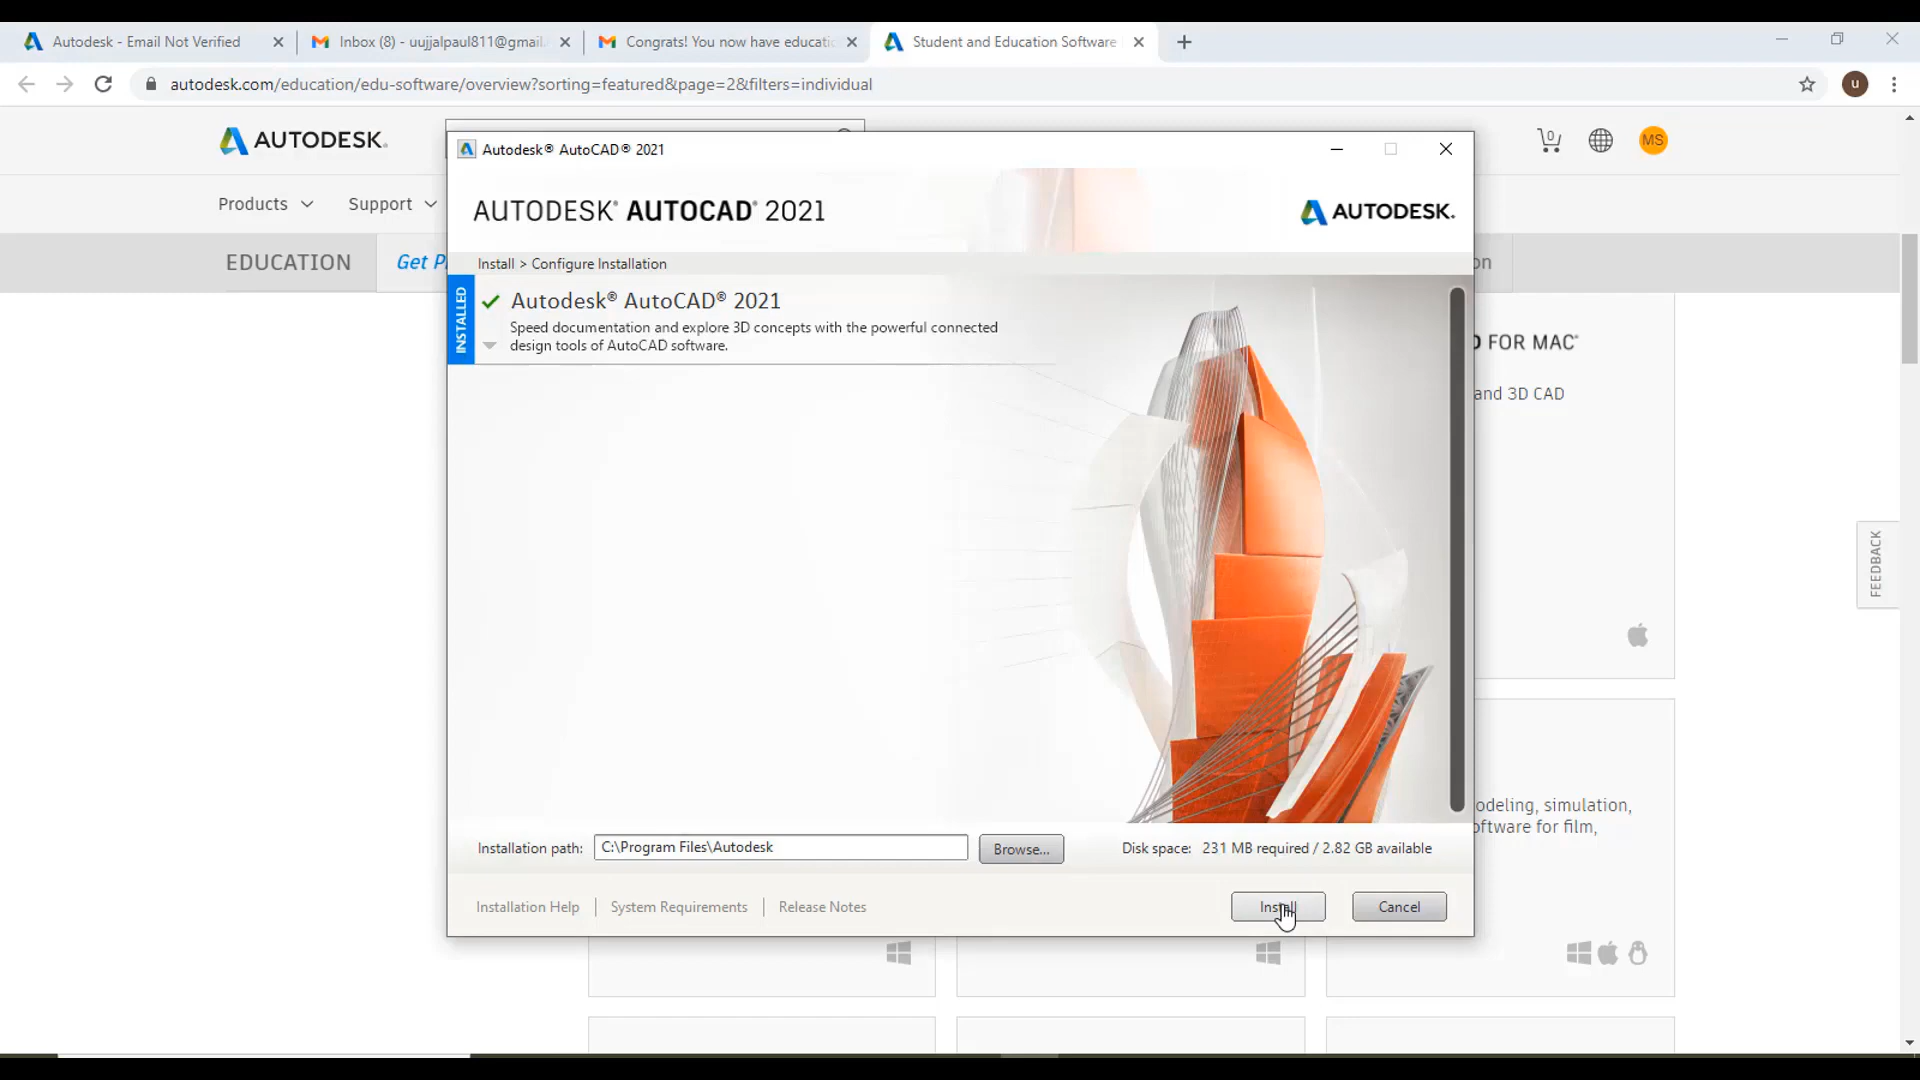 Autodesk - Email Not Verified
Inbox (8) - uujjalpaul811@gmail.
Congrats! You now have educatio
Student and Education Software
autodesk.com/education/edu-software/overview?sorting=featured&page=2&filters=individual
u
AUTODESK.
0
MS
Products
Support
EDUCATION
Get P
on
Autodesk® AutoCAD® 2021
AUTODESK® AUTOCAD® 2021
AUTODESK.
Install > Configure Installation
INSTALLED
Autodesk® AutoCAD® 2021
Speed documentation and explore 3D concepts with the powerful connected
design tools of AutoCAD software.
D FOR MAC®
and 3D CAD
FEEDBACK
odeling, simulation,
oftware for film,
Installation path:
C:\Program Files\Autodesk
Browse...
Disk space: 231 MB required / 2.82 GB available
Installation Help
System Requirements
Release Notes
Install
Cancel